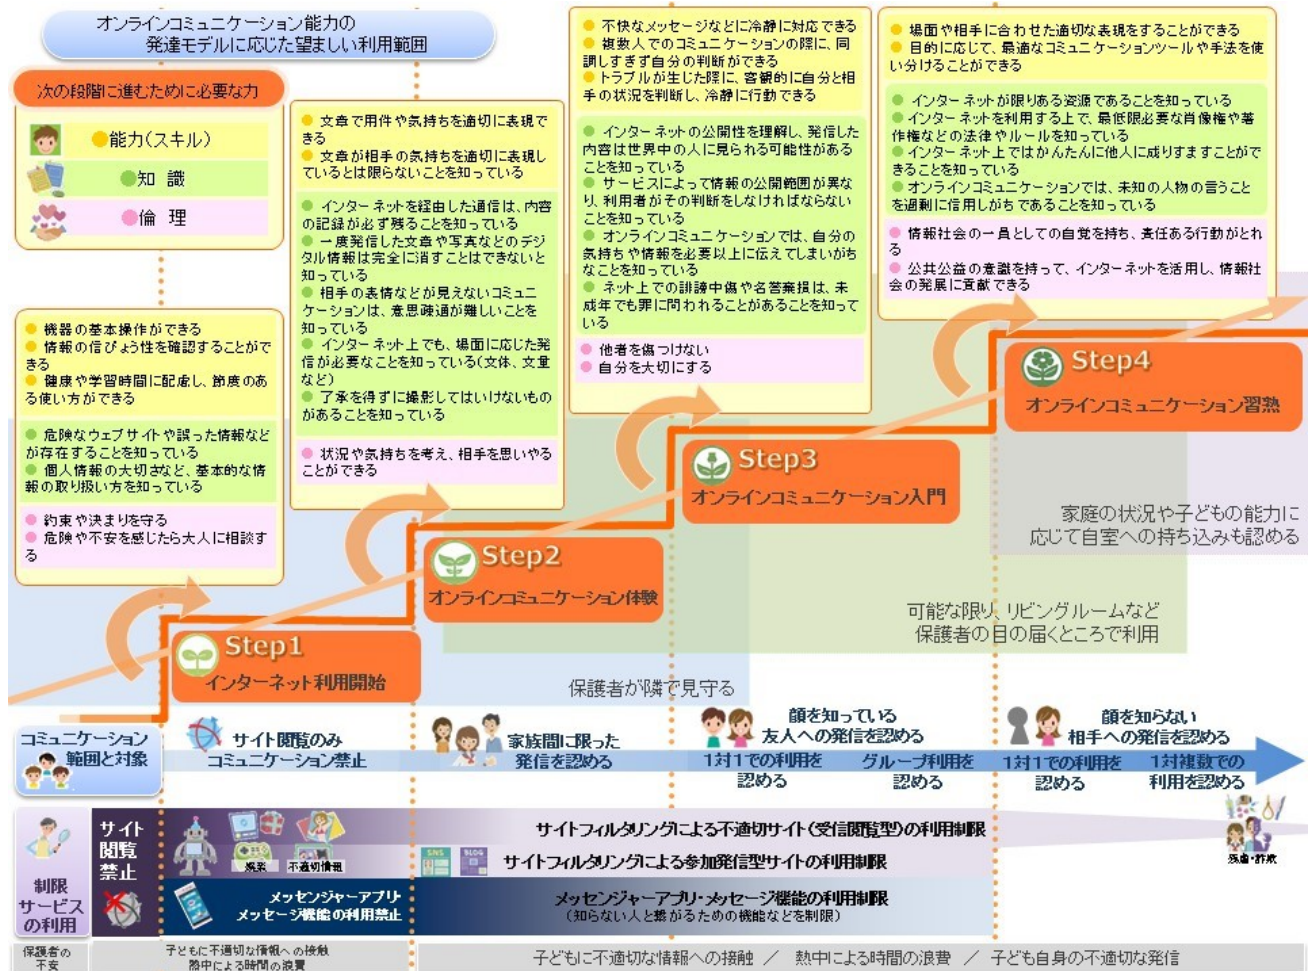 オンラインコミュニケーション能力の
発達モデルに応じた望ましい利用範囲
次の段階に進むために必要な力
●能力(スキル)
●知 識
●倫 理
● 機器の基本操作ができる
● 情報の信ぴょう性を確認することがで
きる
● 健康や学習時間に配慮し、節度のあ
る使い方ができる
● 危険なウェブサイトや誤った情報など
が存在することを知っている
● 個人情報の大切さなど、基本的な情
報の取り扱い方を知っている
● 約束や決まりを守る
● 危険や不安を感じたら大人に相談す
る
● 文章で用件や気持ちを適切に表現で
きる
● 文章が相手の気持ちを適切に表現し
ているとは限らないことを知っている
● インターネットを経由した通信は、内容
の記録が必ず残ることを知っている
● 一度発信した文章や写真などのデジ
タル情報は完全に消すことはできないと
知っている
● 相手の表情などが見えないコミュニ
ケーションは、意思疎通が難しいことを
知っている
● インターネット上でも、場面に応じた発
信が必要なことを知っている(文体、文量
など)
● 了承を得ずに撮影してはいけないもの
があることを知っている
● 状況や気持ちを考え、相手を思いやる
ことができる
● 不快なメッセージなどに冷静に対応できる
● 複数人でのコミュニケーションの際に、同
調しすぎず自分の判断ができる
● トラブルが生じた際に、客観的に自分と相
手の状況を判断し、冷静に行動できる
● インターネットの公開性を理解し、発信した
内容は世界中の人に見られる可能性がある
ことを知っている
● サービスによって情報の公開範囲が異な
り、利用者がその判断をしなければならない
ことを知っている
● オンラインコミュニケーションでは、自分の
気持ちや情報を必要以上に伝えてしまいがち
なことを知っている
● ネット上での誹謗中傷や名誉棄損は、未
成年でも罪に問われることがあることを知って
いる
● 他者を傷つけない
● 自分を大切にする
● 場面や相手に合わせた適切な表現をすることができる
● 目的に応じて、最適なコミュニケーションツールや手法を使
い分けることができる
● インターネットが限りある資源であることを知っている
● インターネットを利用する上で、最低限必要な肖像権や著
作権などの法律やルールを知っている
● インターネット上ではかんたんに他人に成りすますことがで
きることを知っている
● オンラインコミュニケーションでは、未知の人物の言うこと
を過剰に信用しがちであることを知っている
● 情報社会の一員としての自覚を持ち、責任ある行動がとれ
る
● 公共公益の意識を持って、インターネットを活用し、情報社
会の発展に貢献できる
Step1
インターネット利用開始
Step2
オンラインコミュニケーション体験
Step3
オンラインコミュニケーション入門
Step4
オンラインコミュニケーション習熟
保護者が隣で見守る
可能な限り、リビングルームなど
保護者の目の届くところで利用
家庭の状況や子どもの能力に
応じて自室への持ち込みも認める
コミュニケーション
範囲と対象
サイト閲覧のみ
コミュニケーション禁止
家族間に限った
発信を認める
顔を知っている
友人への発信を認める
1対1での利用を
認める
グループ利用を
認める
顔を知らない
相手への発信を認める
1対1での利用を
認める
1対複数での
利用を認める
制限
サービス
の利用
サイト
閲覧
禁止
娯楽
不適切情報
サイトフィルタリングによる不適切サイト(受信閲覧型)の利用制限
SNS
BLOG
サイトフィルタリングによる参加発信型サイトの利用制限
残虐・詐欺
メッセンジャーアプリ・
メッセージ機能の利用禁止
メッセンジャーアプリ・メッセージ機能の利用制限
(知らない人と繋がるための機能などを制限)
保護者の
不安
子どもに不適切な情報への接触
熱中による時間の浪費
子どもに不適切な情報への接触 / 熱中による時間の浪費 / 子ども自身の不適切な発信